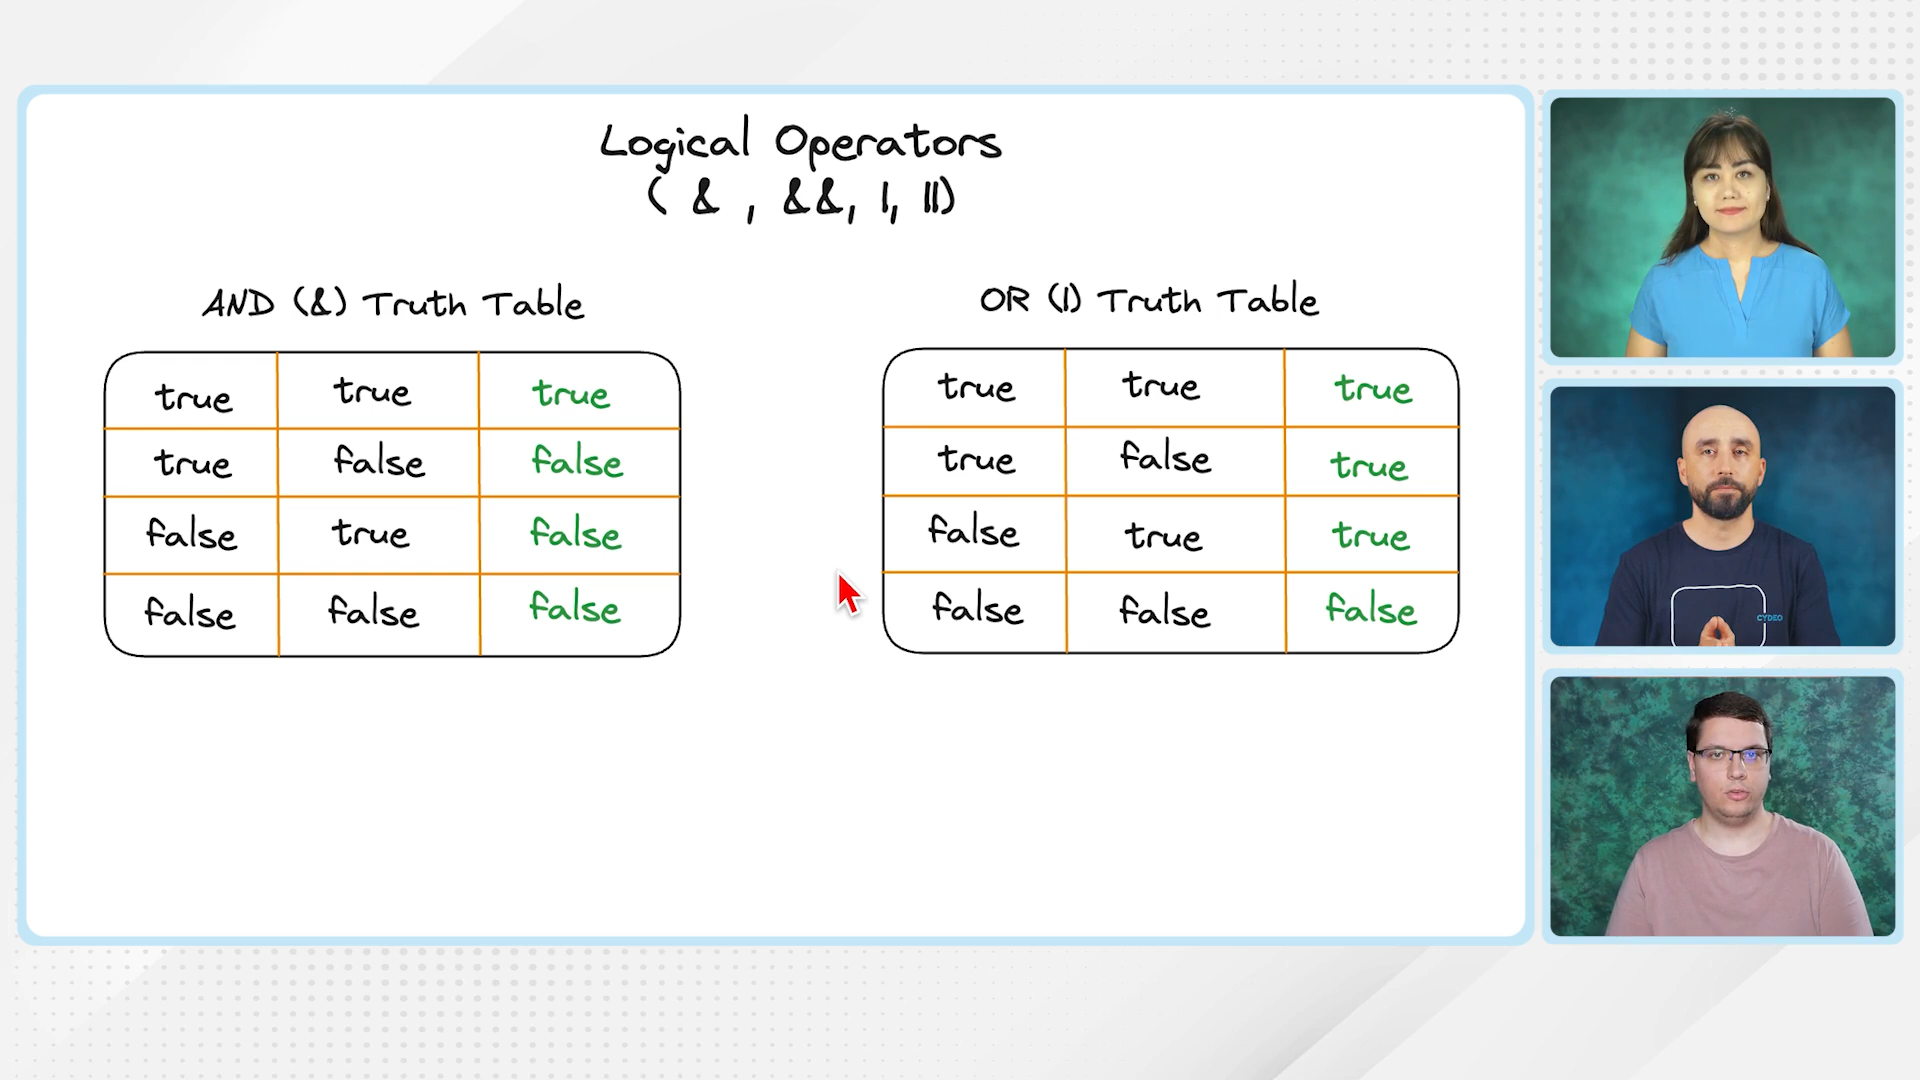 Logical Operators
( & , &&, |, ||)
AND (&) Truth Table
true true true
true false false
false true false
false false false
OR (|) Truth Table
true true true
true false true
false true true
false false false
CYDEO